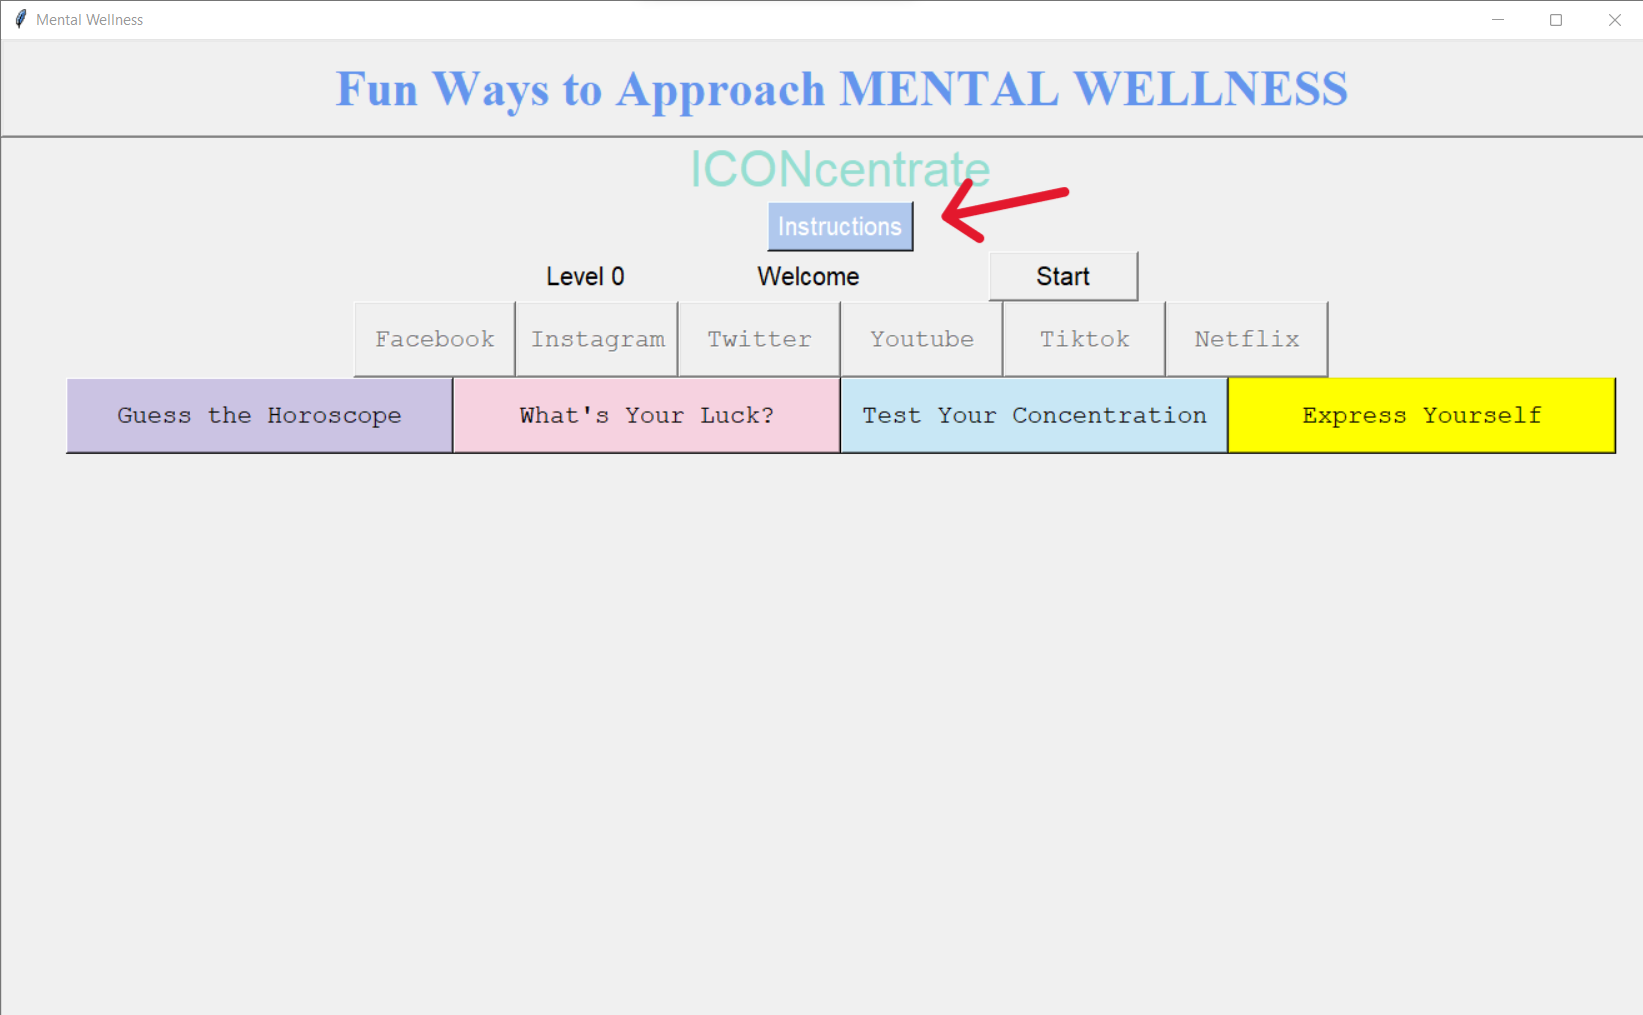 Mental Wellness
Fun Ways to Approach MENTAL WELLNESS
ICONcentrate
Instructions
Level 0 Welcome Start
Facebook Instagram Twitter Youtube Tiktok Netflix
Guess the Horoscope What's Your Luck? Test Your Concentration Express Yourself